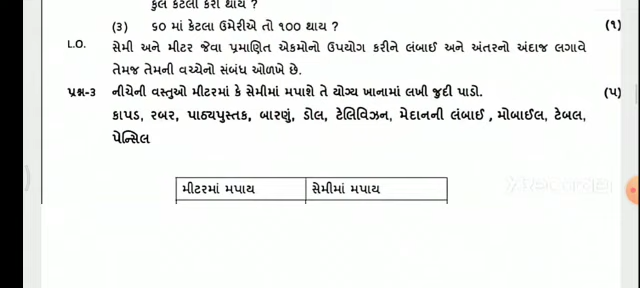 કુલ કેટલા કેરી થાય ?
(૩) ૬૦ માં કેટલા ઉમેરીએ તો ૧૦૦ થાય ? (૧)
L.O. સેમી અને મીટર જેવા પ્રમાણિત એકમોનો ઉપયોગ કરીને લંબાઈ અને અંતરનો અંદાજ લગાવે
તેમજ તેમની વચ્ચેનો સંબંધ ઓળખે છે.
પ્રશ્ન-૩ નીચેની વસ્તુઓ મીટરમાં કે સેમીમાં મપાશે તે યોગ્ય ખાનામાં લખી જુદી પાડો. (૫)
કાપડ, રબર, પાઠ્યપુસ્તક, બારણું, ડોલ, ટેલિવિઝન, મેદાનની લંબાઈ , મોબાઈલ, ટેબલ,
પેન્સિલ
મીટરમાં મપાય સેમીમાં મપાય